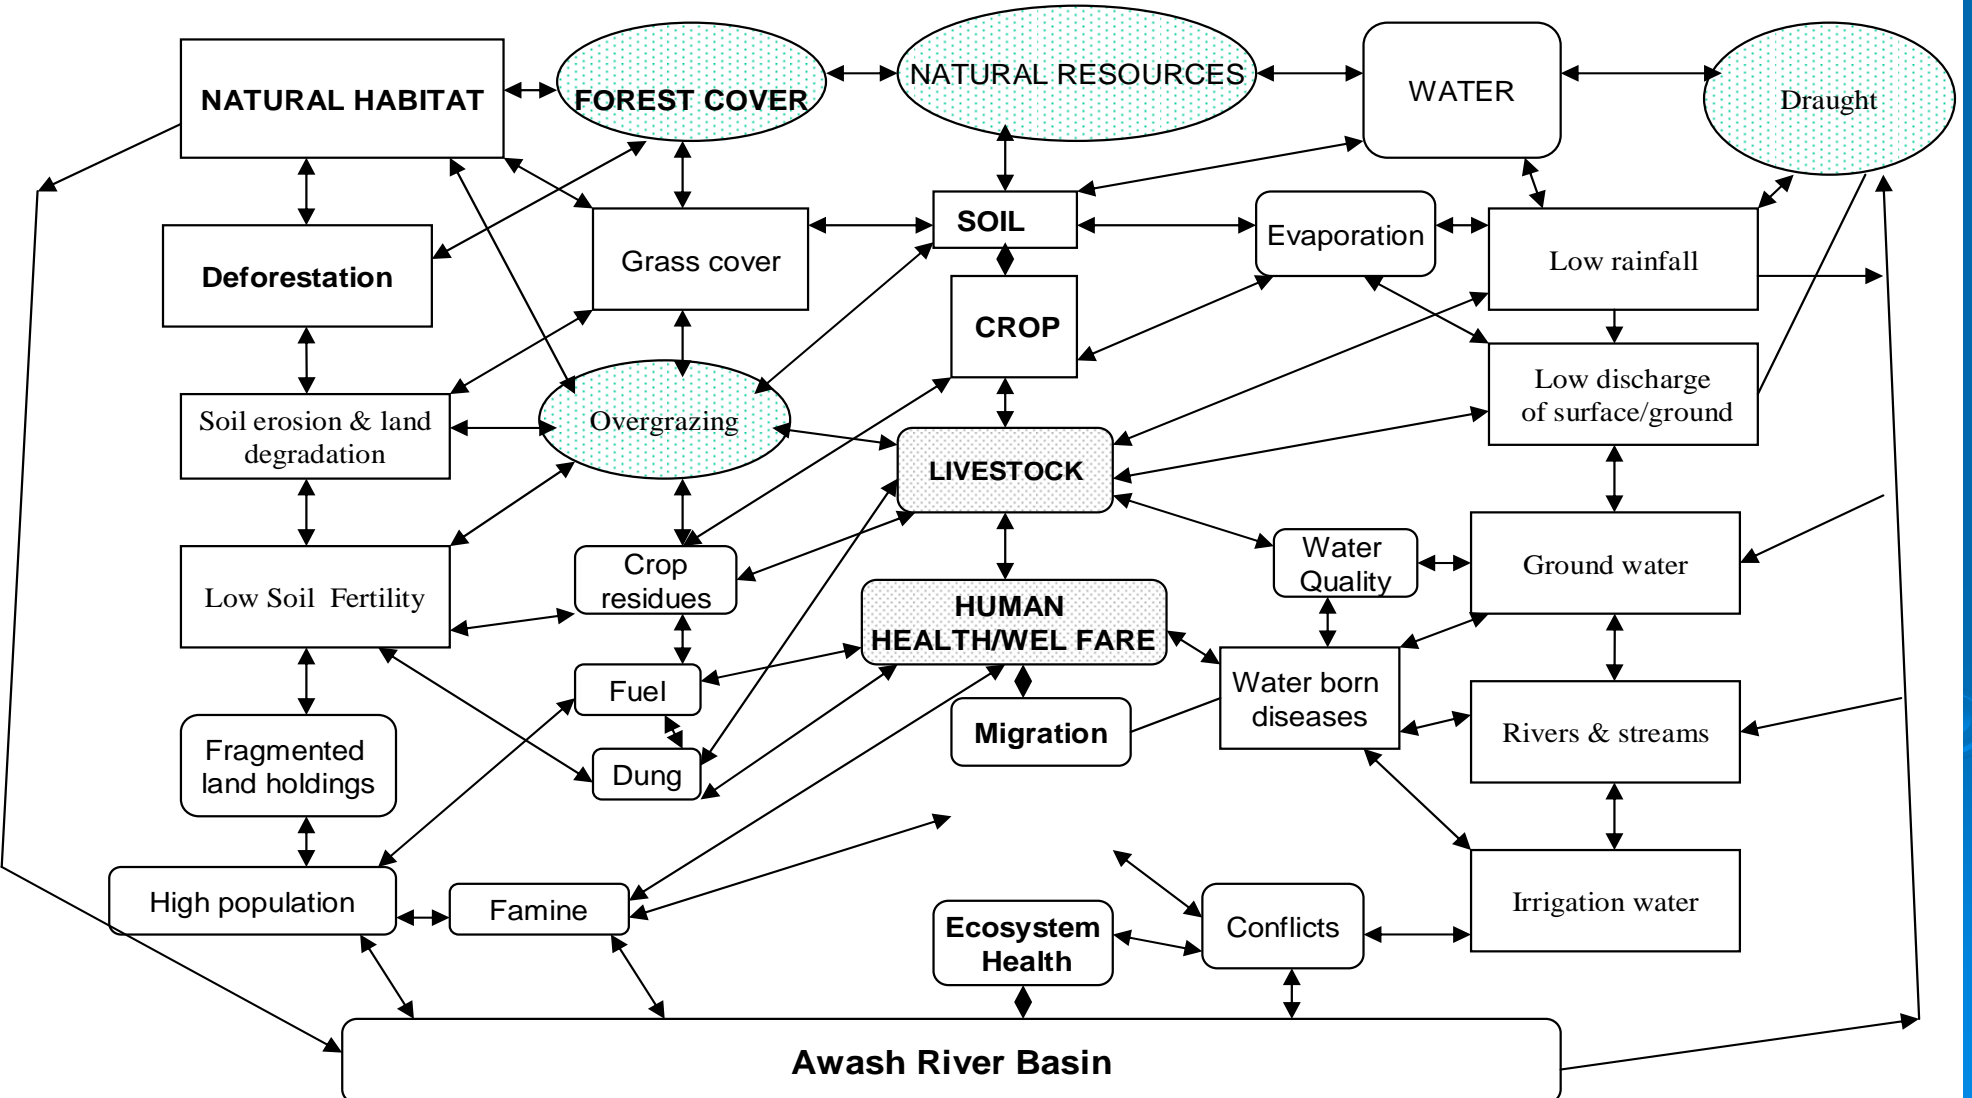 NATURAL HABITAT
FOREST COVER
NATURAL RESOURCES
WATER
Draught
SOIL
Evaporation
Low rainfall
Deforestation
Grass cover
CROP
Low discharge
of surface/ground
Soil erosion & land
degradation
Overgrazing
LIVESTOCK
Water
Quality
Ground water
Low Soil Fertility
Crop
residues
HUMAN
HEALTH/WEL FARE
Fuel
Water born
diseases
Migration
Rivers & streams
Fragmented
land holdings
Dung
High population
Famine
Ecosystem
Health
Conflicts
Irrigation water
Awash River Basin